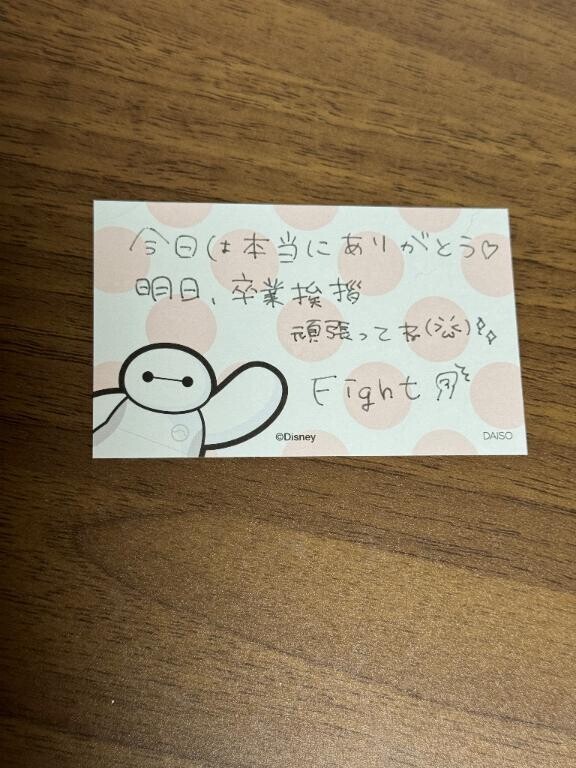 今日は本当にありがとう♡
明日、卒業挨拶
頑張ってね
Fight
©Disney
DAISO